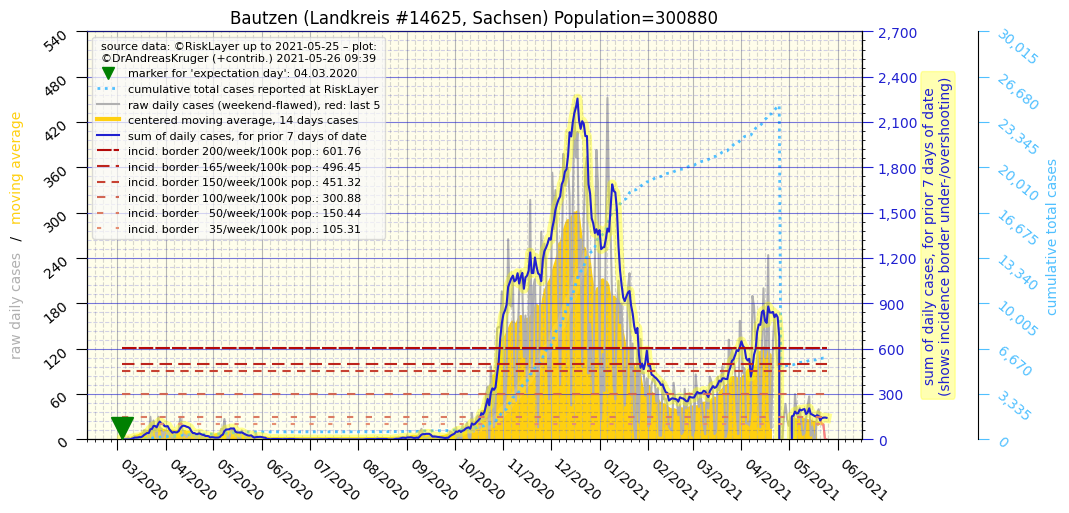 Bautzen (Landkreis #14625, Sachsen) Population=300880
source data: ©RiskLayer up to 2021-05-25 – plot:
©DrAndreasKruger (+contrib.) 2021-05-26 09:39
marker for 'expectation day': 04.03.2020
cumulative total cases reported at RiskLayer
raw daily cases (weekend-flawed), red: last 5
centered moving average, 14 days cases
sum of daily cases, for prior 7 days of date
incid. border 200/week/100k pop.: 601.76
incid. border 165/week/100k pop.: 496.45
incid. border 150/week/100k pop.: 451.32
incid. border 100/week/100k pop.: 300.88
incid. border   50/week/100k pop.: 150.44
incid. border   35/week/100k pop.: 105.31
raw daily cases / moving average
540
480
420
360
300
240
180
120
60
0
03/2020
04/2020
05/2020
06/2020
07/2020
08/2020
09/2020
10/2020
11/2020
12/2020
01/2021
02/2021
03/2021
04/2021
05/2021
06/2021
2,700
2,400
2,100
1,800
1,500
1,200
900
600
300
0
sum of daily cases, for prior 7 days of date
(shows incidence border under-/overshooting)
30,015
26,680
23,345
20,010
16,675
13,340
10,005
6,670
3,335
0
cumulative total cases